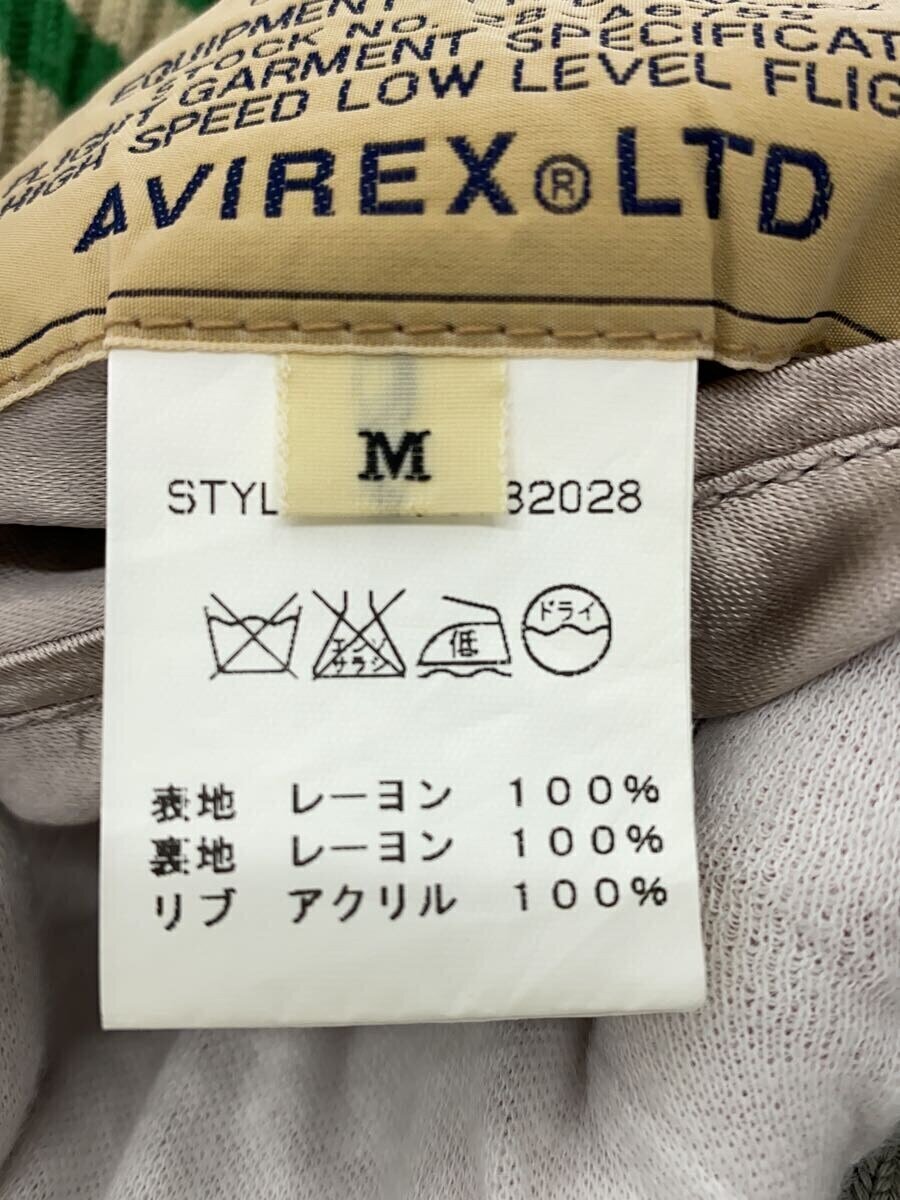 EQUIPMENT
STOCK NO.
FLIGHT GARMENT SPECIFICAT
HIGH SPEED LOW LEVEL FLIG
AVIREX® LTD
M
STYL 32028
エンソ
サラシ
低
ドライ
表地 レーヨン 100%
裏地 レーヨン 100%
リブ アクリル 100%